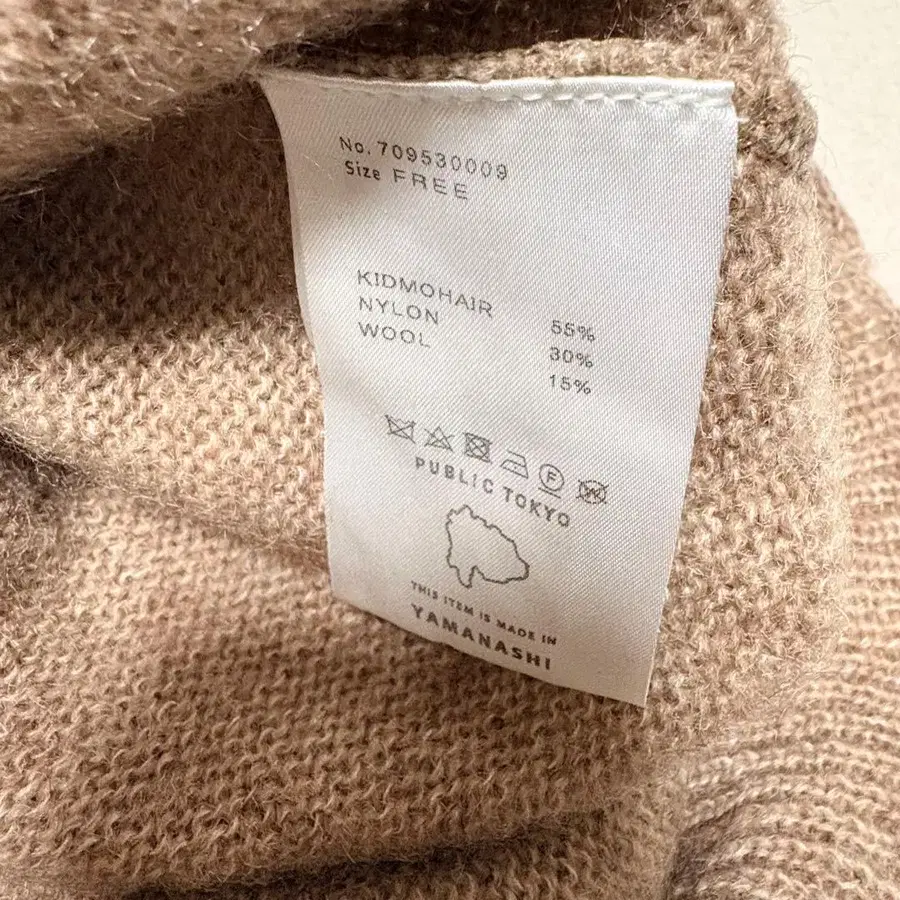 No. 709530009
Size FREE
KIDMOHAIR 55%
NYLON 30%
WOOL 15%
F
PUBLIC TOKYO
THIS ITEM IS MADE IN
YAMANASHI